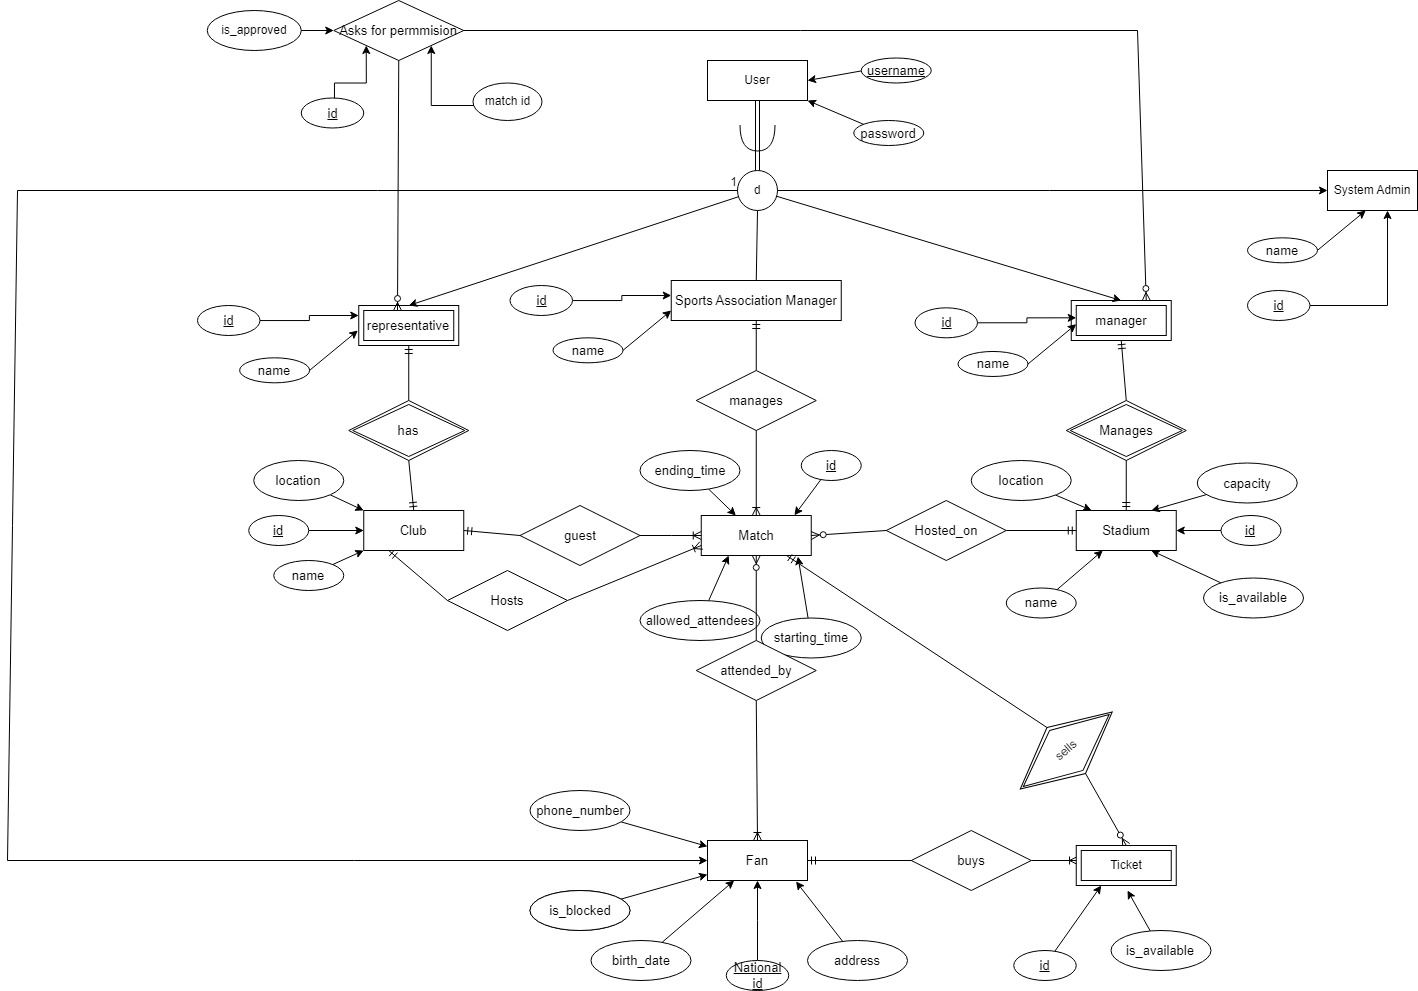 is_approved
Asks for permmision
id
match id
User
username
password
1
d
System Admin
name
id
id
representative
name
id
Sports Association Manager
name
id
manager
name
has
manages
Manages
location
id
name
Club
guest
Hosts
ending_time
id
Match
allowed_attendees
starting_time
Hosted_on
location
capacity
Stadium
id
name
is_available
attended_by
sells
phone_number
Fan
is_blocked
birth_date
National
id
address
buys
Ticket
id
is_available